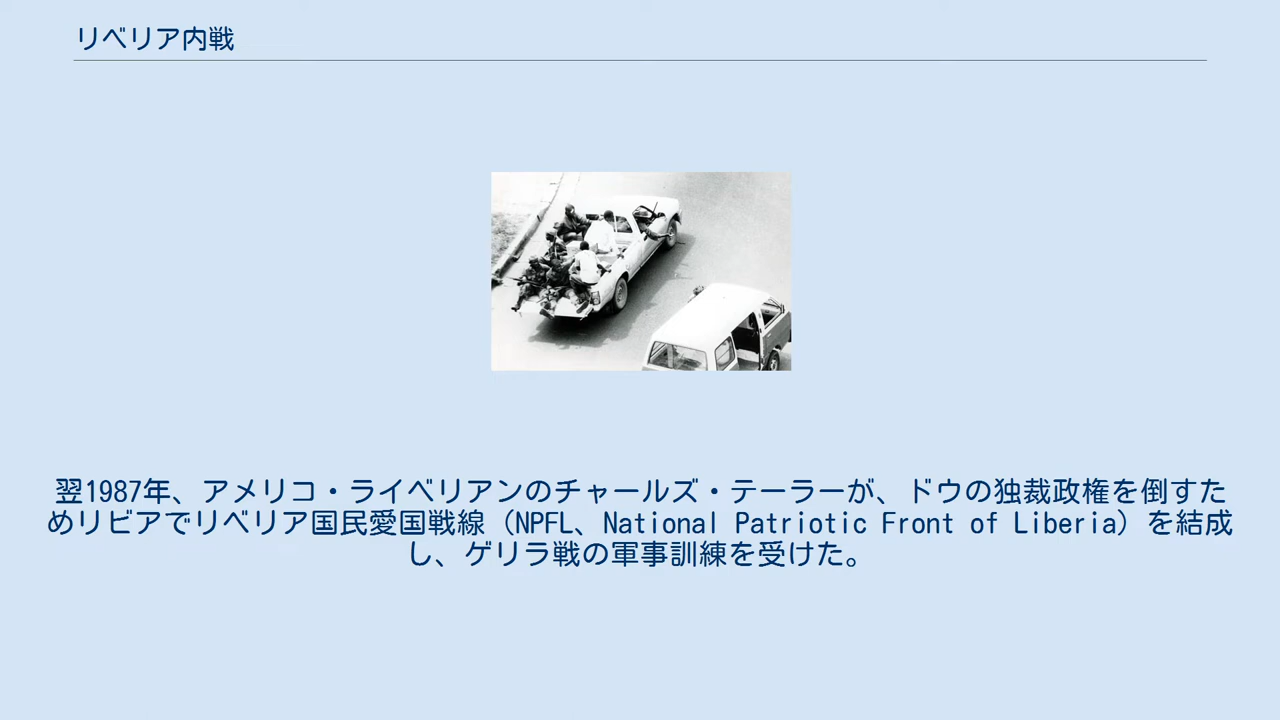 リベリア内戦
翌1987年、アメリコ・ライベリアンのチャールズ・テーラーが、ドウの独裁政権を倒すた
めリビアでリベリア国民愛国戦線（NPFL、National Patriotic Front of Liberia）を結成
し、ゲリラ戦の軍事訓練を受けた。